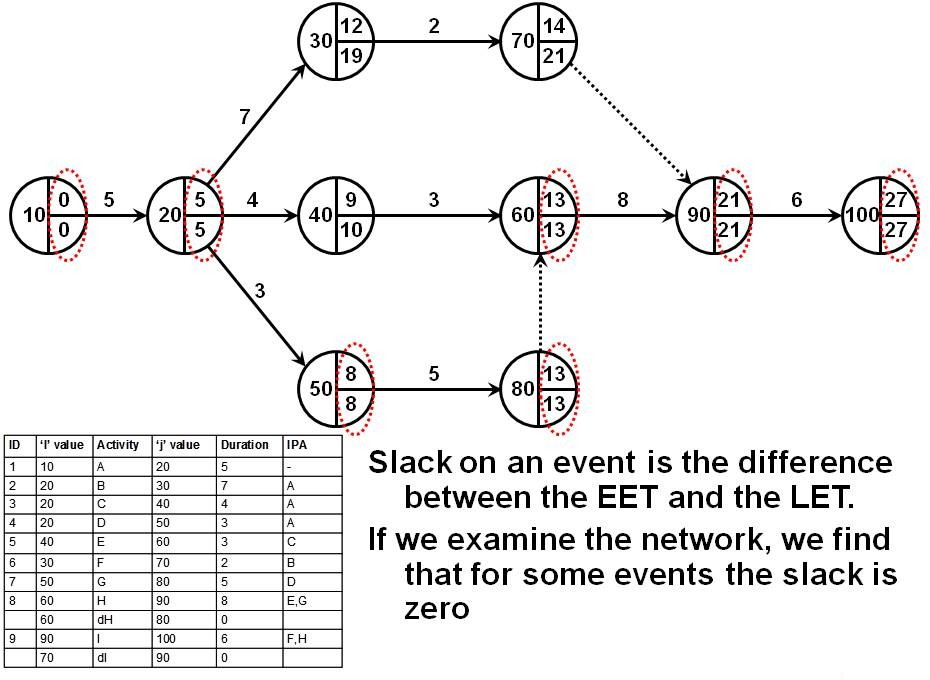 12
30
19
2
14
70
21
7
0
10
0
5
5
20
5
4
9
40
10
3
13
60
13
8
21
90
21
6
27
100
27
3
8
50
8
5
13
80
13
ID 'I' value Activity 'j' value Duration IPA
1 10 A 20 5 -
2 20 B 30 7 A
3 20 C 40 4 A
4 20 D 50 3 A
5 40 E 60 3 C
6 30 F 70 2 B
7 50 G 80 5 D
8 60 H 90 8 E,G
60 dH 80 0
9 90 I 100 6 F,H
70 dI 90 0
Slack on an event is the difference
between the EET and the LET.
If we examine the network, we find
that for some events the slack is
zero